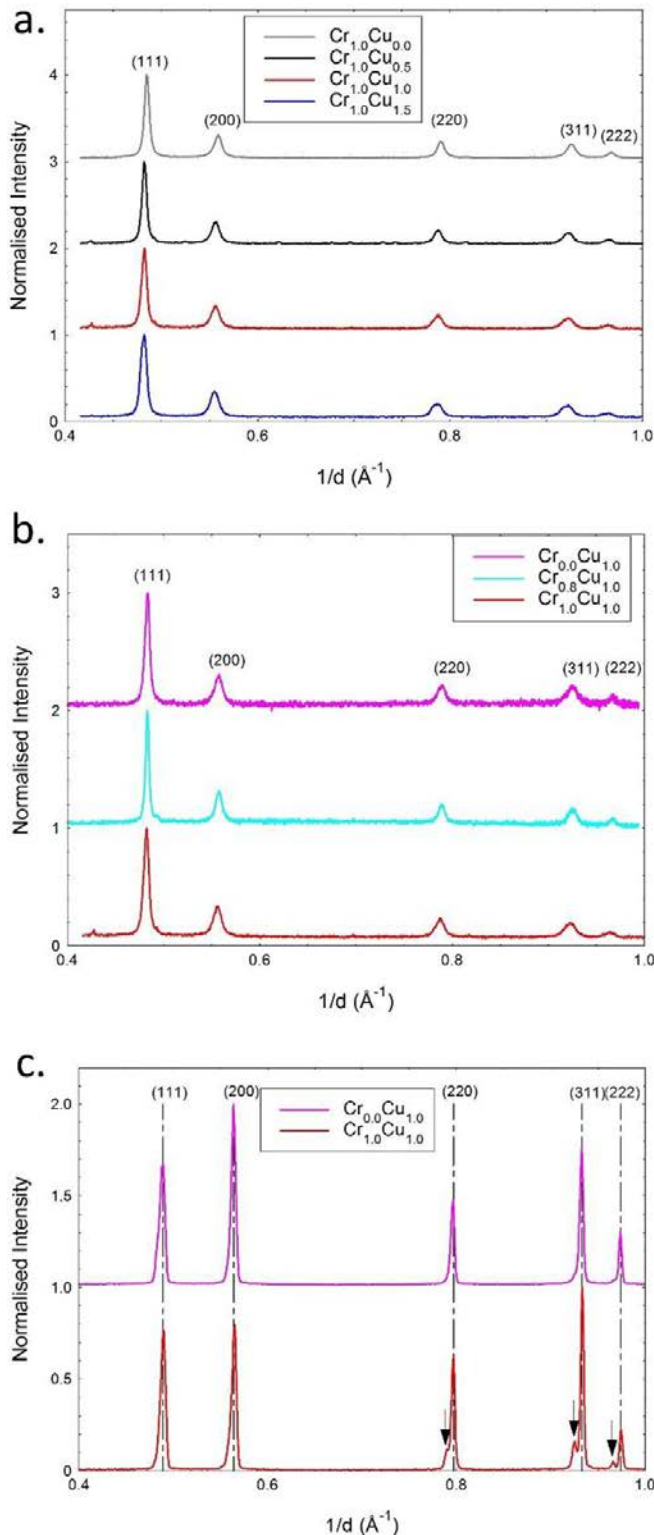 a.
Cr1.0Cu0.0
Cr1.0Cu0.5
Cr1.0Cu1.0
Cr1.0Cu1.5
(111)
(200)
(220)
(311)
(222)
4
3
2
1
0
Normalised Intensity
0.4 0.6 0.8 1.0
1/d (Å-1)
b.
Cr0.0Cu1.0
Cr0.8Cu1.0
Cr1.0Cu1.0
(111)
(200)
(220)
(311) (222)
3
2
1
0
Normalised Intensity
0.4 0.6 0.8 1.0
1/d (Å-1)
c.
(111) (200) (220) (311)(222)
Cr0.0Cu1.0
Cr1.0Cu1.0
2.0
1.5
1.0
0.5
0
Normalised Intensity
0.4 0.6 0.8 1.0
1/d (Å-1)